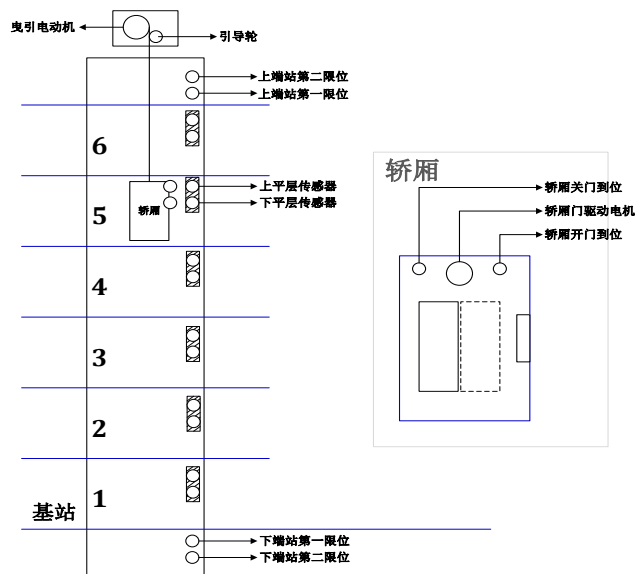 曳引电动机
引导轮
上端站第二限位
上端站第一限位
6
5
轿厢
上平层传感器
下平层传感器
4
3
2
1
基站
下端站第一限位
下端站第二限位
轿厢
轿厢关门到位
轿厢门驱动电机
轿厢开门到位